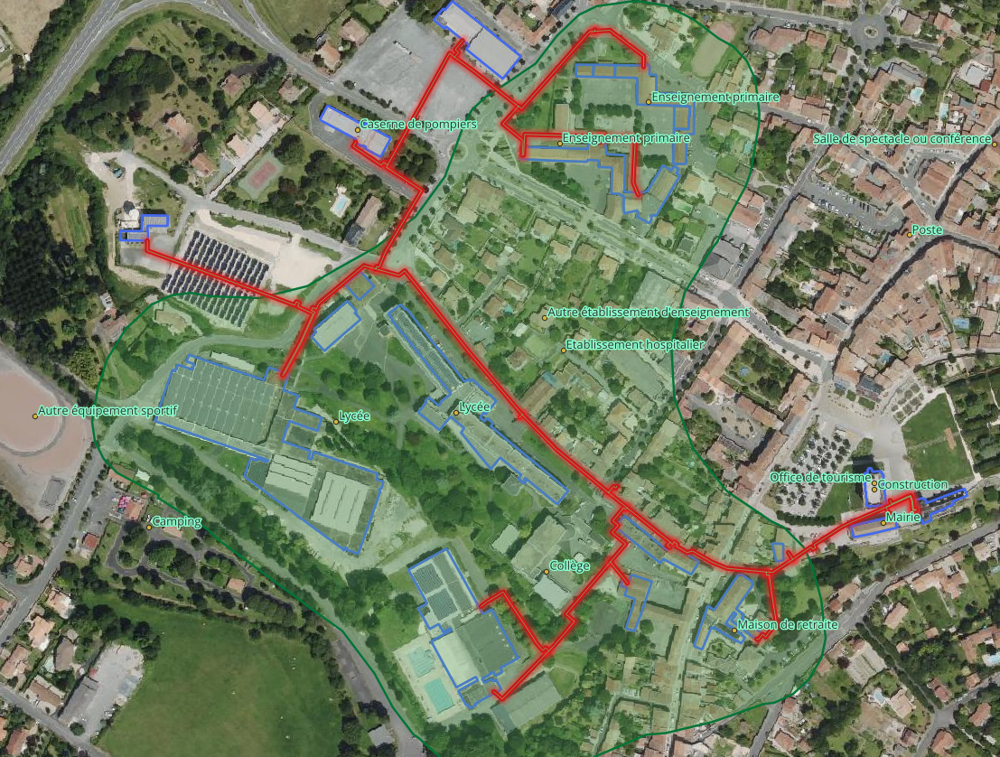 Enseignement primaire
Caserne de pompiers
Enseignement primaire
Salle de spectacle ou conférence
Poste
Autre établissement d'enseignement
Etablissement hospitalier
Autre équipement sportif
Lycée
Lycée
Office de tourisme
Construction
Mairie
Camping
Collège
Maison de retraite